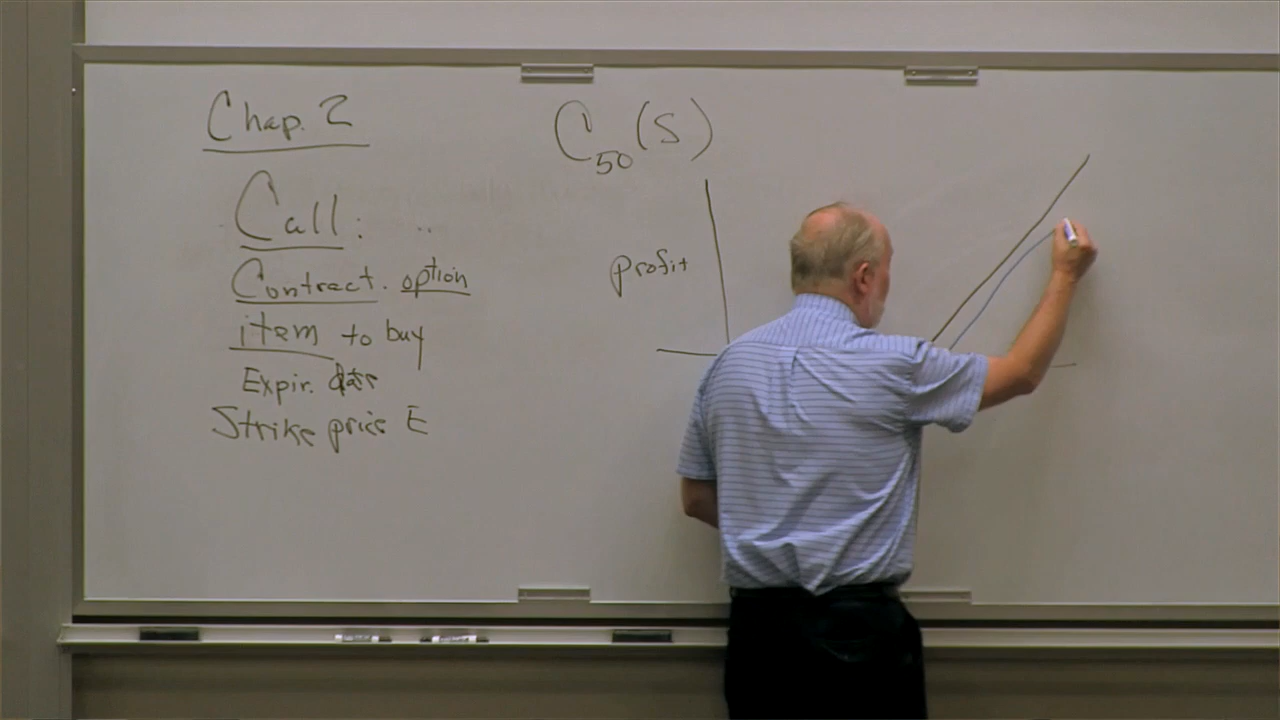 Chap. 2
Call:
Contract. option
item to buy
Expir. date
Strike price E
C50(S)
profit